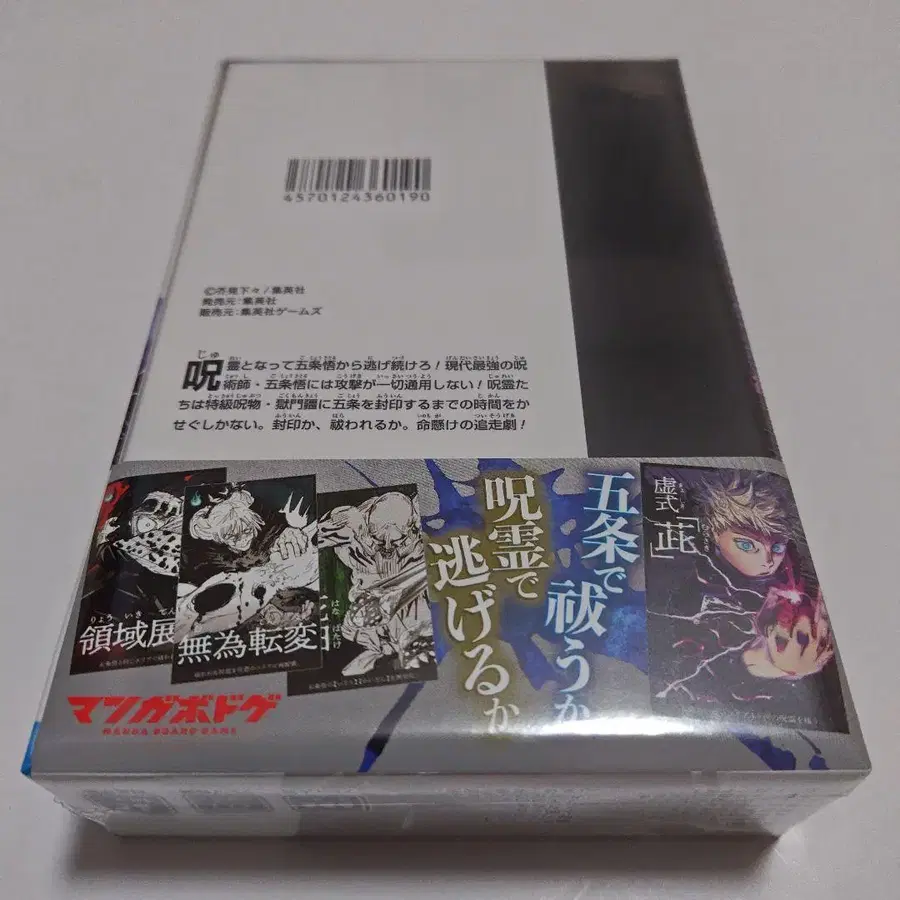 4570124360190
©芥見下々/集英社
発売元:集英社
販売元:集英社ゲームズ
呪霊となって五条悟から逃げ続けろ!現代最強の呪
術師・五条悟には攻撃が一切通用しない!呪霊た
ちは特級呪物・獄門疆に五条を封印するまでの時間をか
せぐしかない。封印か、祓われるか。命懸けの追走劇!
五条で祓うか
呪霊で
逃げるか
虚式「茈」
領域展
無為転変
マンガボドゲ
MANGA BOARD GAME